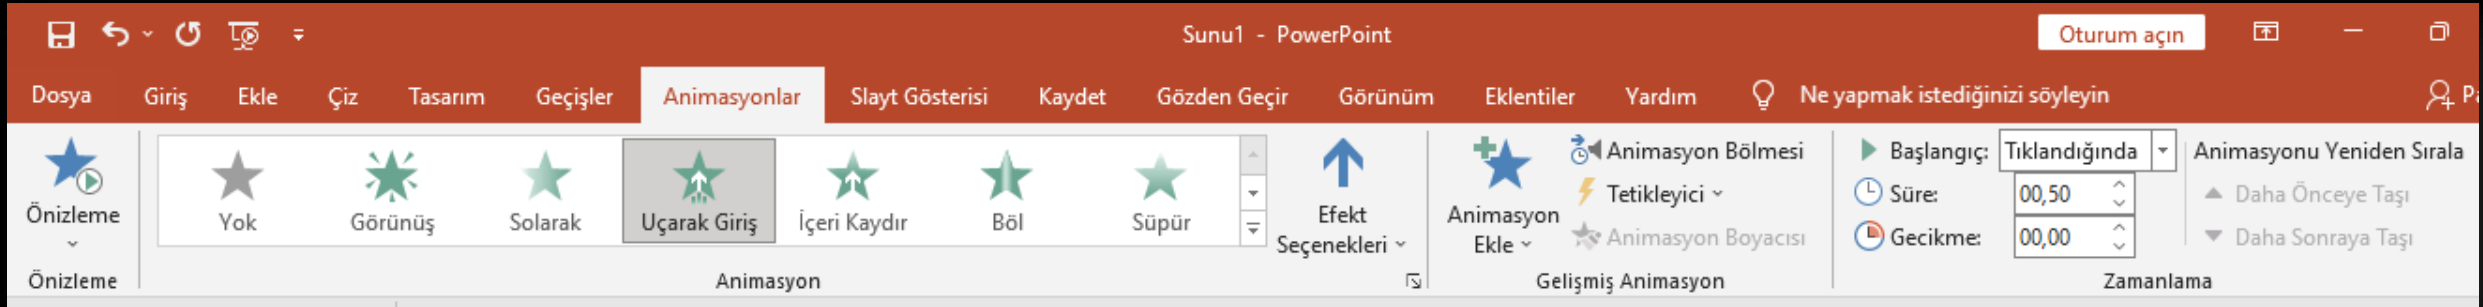 Sunu1 - PowerPoint
Oturum açın
Dosya Giriş Ekle Çiz Tasarım Geçişler Animasyonlar Slayt Gösterisi Kaydet Gözden Geçir Görünüm Eklentiler Yardım Ne yapmak istediğinizi söyleyin
Önizleme
Yok
Görünüş
Solarak
Uçarak Giriş
İçeri Kaydır
Böl
Süpür
Efekt
Seçenekleri
Animasyon
Ekle
Animasyon Bölmesi
Tetikleyici
Animasyon Boyacısı
Başlangıç: Tıklandığında
Süre: 00,50
Gecikme: 00,00
Animasyonu Yeniden Sırala
Daha Önceye Taşı
Daha Sonraya Taşı
Önizleme
Animasyon
Gelişmiş Animasyon
Zamanlama